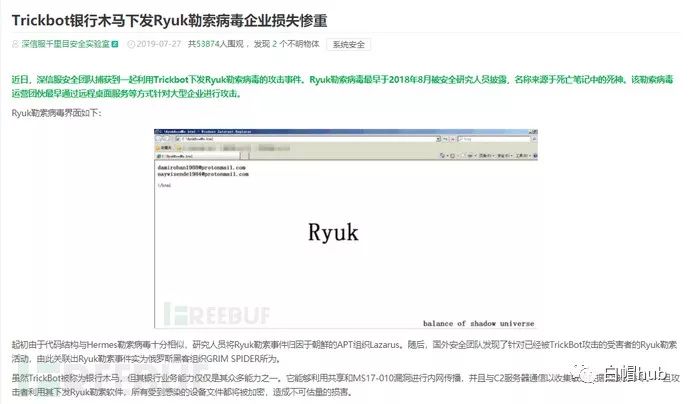 Trickbot银行木马下发Ryuk勒索病毒企业损失惨重
深信服千里目安全实验室 2019-07-27 共53874人围观 ,发现 2 个不明物体 系统安全
近日,深信服安全团队捕获到一起利用Trickbot下发Ryuk勒索病毒的攻击事件。Ryuk勒索病毒最早于2018年8月被安全研究人员披露,名称来源于死亡笔记中的死神。该勒索病毒
运营团伙最早通过远程桌面服务等方式针对大型企业进行攻击。
Ryuk勒索病毒界面如下:
damirobani1988@protonmail.com
naywisendei1984@protonmail.com
Ryuk
REEBUF
balance of shadow universe
起初由于代码结构与Hermes勒索病毒十分相似,研究人员将Ryuk勒索事件归因于朝鲜的APT组织Lazarus。随后,国外安全团队发现了针对已经被TrickBot攻击的受害者的Ryuk勒索
活动,由此关联出Ryuk勒索事件实为俄罗斯黑客组织GRIM SPIDER所为。
虽然TrickBot被称为银行木马,但其银行业务能力仅仅是其众多能力之一。它能够利用共享和MS17-010漏洞进行内网传播,并且与C2服务器通信以收集
攻击者利用其下发Ryuk勒索软件,所有受到感染的设备文件都将被加密,造成不可估量的损失。
白帽hub